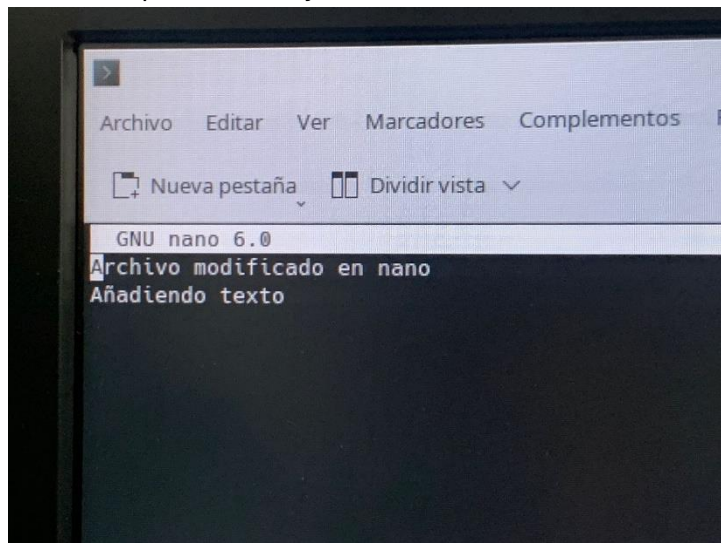 Archivo Editar Ver Marcadores Complementos
Nueva pestaña Dividir vista
GNU nano 6.0
Archivo modificado en nano
Añadiendo texto